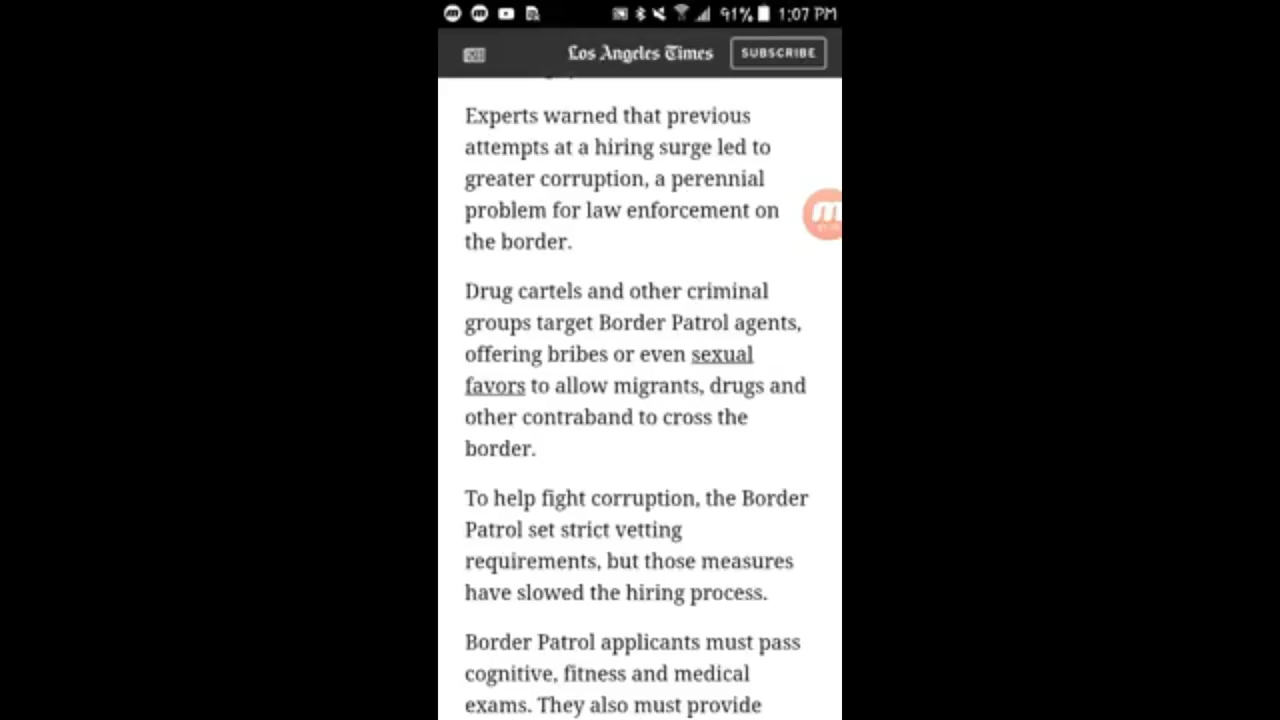 91% 1:07 PM
Los Angeles Times SUBSCRIBE
Experts warned that previous
attempts at a hiring surge led to
greater corruption, a perennial
problem for law enforcement on
the border.
Drug cartels and other criminal
groups target Border Patrol agents,
offering bribes or even sexual
favors to allow migrants, drugs and
other contraband to cross the
border.
To help fight corruption, the Border
Patrol set strict vetting
requirements, but those measures
have slowed the hiring process.
Border Patrol applicants must pass
cognitive, fitness and medical
exams. They also must provide